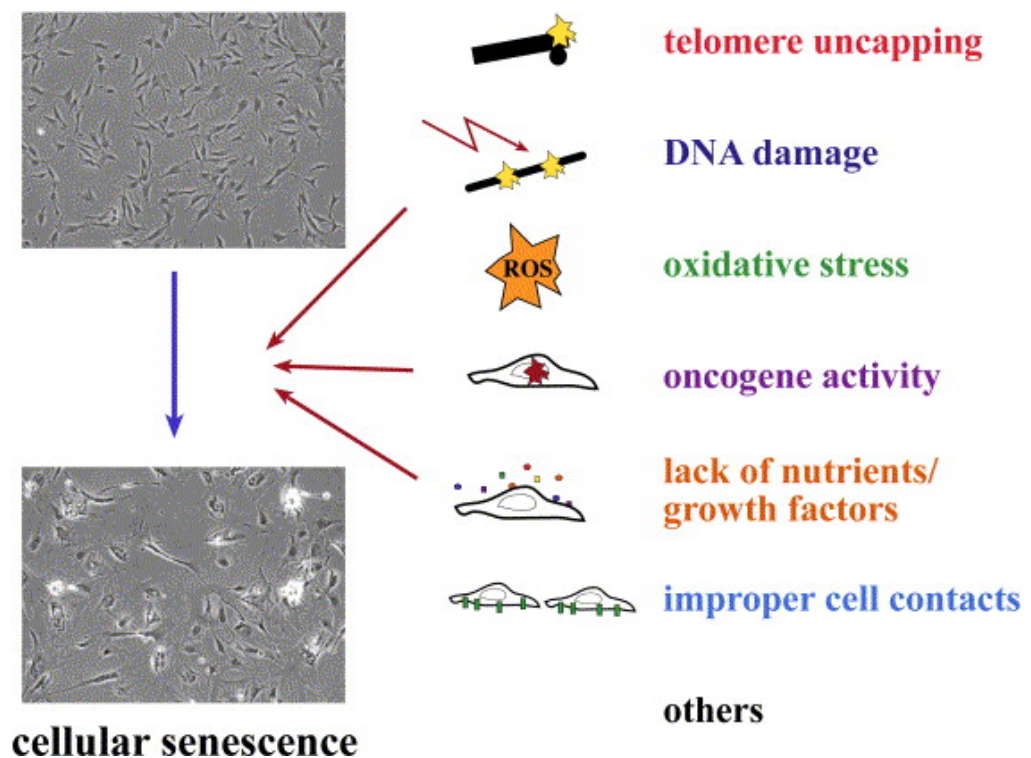 telomere uncapping
DNA damage
ROS
oxidative stress
oncogene activity
lack of nutrients/
growth factors
improper cell contacts
others
cellular senescence